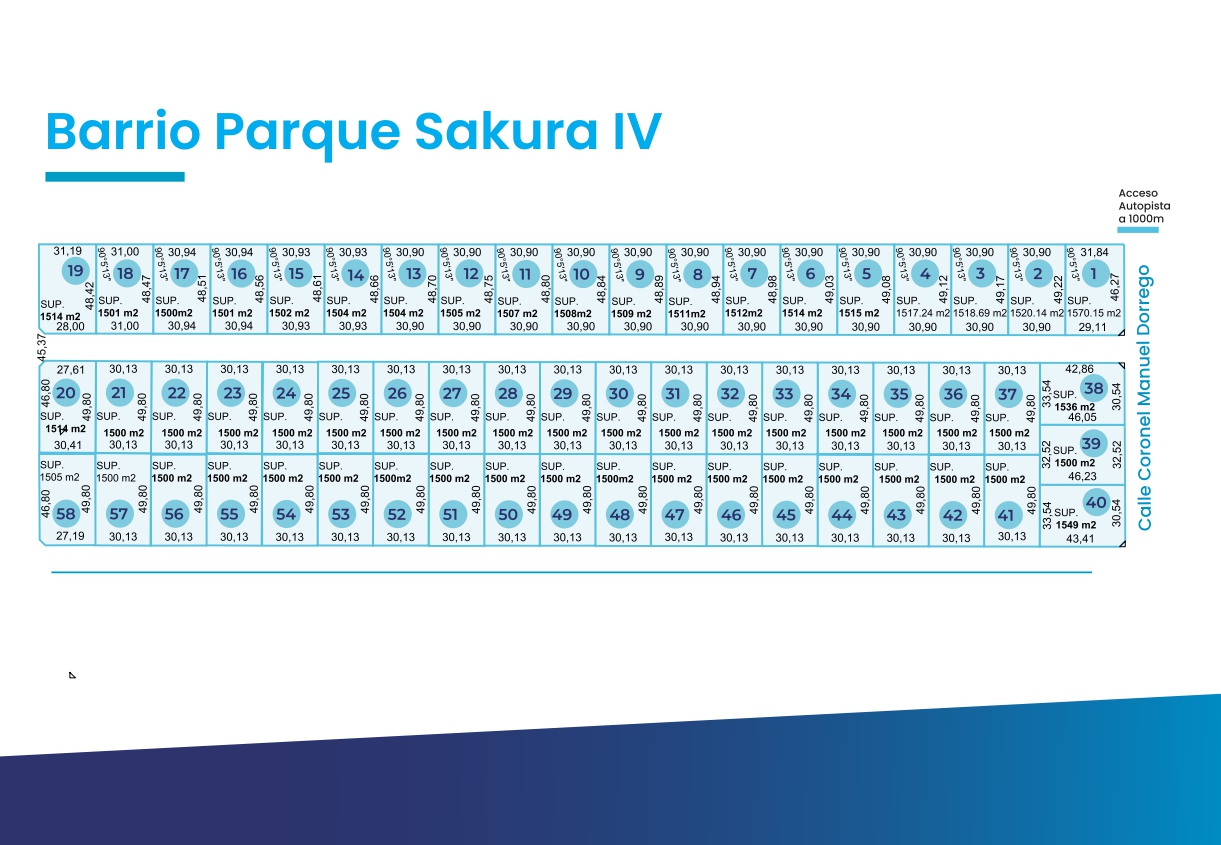 Barrio Parque Sakura IV
Acceso
Autopista
a 1000m
31,19 31,00 30,94 30,94 30,93 30,93 30,90 30,90 30,90 30,90 30,90 30,90 30,90 30,90 30,90 30,90 30,90 30,90 31,84
19 18 17 16 15 14 13 12 11 10 9 8 7 6 5 4 3 2 1
48,42 48,47 48,51 48,56 48,61 48,66 48,70 48,75 48,80 48,84 48,89 48,94 48,98 49,03 49,08 49,12 49,17 49,22 46,27
SUP. SUP. SUP. SUP. SUP. SUP. SUP. SUP. SUP. SUP. SUP. SUP. SUP. SUP. SUP. SUP. SUP. SUP. SUP.
1514 m2 1501 m2 1500m2 1501 m2 1502 m2 1504 m2 1504 m2 1505 m2 1507 m2 1508m2 1509 m2 1511m2 1512m2 1514 m2 1515 m2 1517.24 m2 1518.69 m2 1520.14 m2 1570.15 m2
28,00 31,00 30,94 30,94 30,93 30,93 30,90 30,90 30,90 30,90 30,90 30,90 30,90 30,90 30,90 30,90 30,90 30,90 29,11
45,37
27,61 30,13 30,13 30,13 30,13 30,13 30,13 30,13 30,13 30,13 30,13 30,13 30,13 30,13 30,13 30,13 30,13 30,13 42,86
46,80 20 21 22 23 24 25 26 27 28 29 30 31 32 33 34 35 36 37 33,54 38 30,54
49,80 49,80 49,80 49,80 49,80 49,80 49,80 49,80 49,80 49,80 49,80 49,80 49,80 49,80 49,80 49,80 49,80 49,80 SUP.
1536 m2
SUP. SUP. SUP. SUP. SUP. SUP. SUP. SUP. SUP. SUP. SUP. SUP. SUP. SUP. SUP. SUP. SUP. SUP. 46,05
1514 m2 1500 m2 1500 m2 1500 m2 1500 m2 1500 m2 1500 m2 1500 m2 1500 m2 1500 m2 1500 m2 1500 m2 1500 m2 1500 m2 1500 m2 1500 m2 1500 m2 1500 m2
30,41 30,13 30,13 30,13 30,13 30,13 30,13 30,13 30,13 30,13 30,13 30,13 30,13 30,13 30,13 30,13 30,13 30,13
32,52 39 32,52
SUP.
1500 m2
46,23
SUP. SUP. SUP. SUP. SUP. SUP. SUP. SUP. SUP. SUP. SUP. SUP. SUP. SUP. SUP. SUP. SUP. SUP.
1505 m2 1500 m2 1500 m2 1500 m2 1500 m2 1500 m2 1500m2 1500 m2 1500 m2 1500 m2 1500m2 1500 m2 1500 m2 1500 m2 1500 m2 1500 m2 1500 m2 1500 m2
46,80 49,80 49,80 49,80 49,80 49,80 49,80 49,80 49,80 49,80 49,80 49,80 49,80 49,80 49,80 49,80 49,80 49,80 49,80
58 57 56 55 54 53 52 51 50 49 48 47 46 45 44 43 42 41 33,54 40 30,54
SUP.
1549 m2
27,19 30,13 30,13 30,13 30,13 30,13 30,13 30,13 30,13 30,13 30,13 30,13 30,13 30,13 30,13 30,13 30,13 30,13 43,41
Calle Coronel Manuel Dorrego